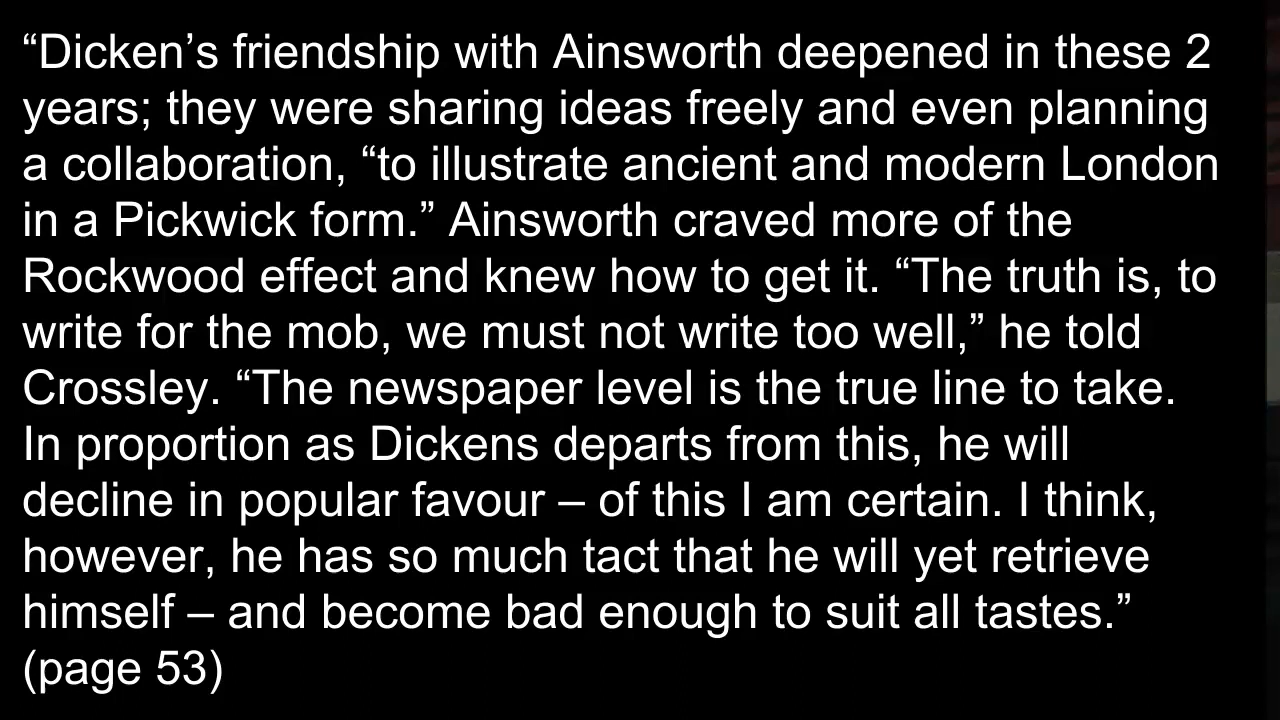 “Dicken’s friendship with Ainsworth deepened in these 2
years; they were sharing ideas freely and even planning
a collaboration, “to illustrate ancient and modern London
in a Pickwick form.” Ainsworth craved more of the
Rockwood effect and knew how to get it. “The truth is, to
write for the mob, we must not write too well,” he told
Crossley. “The newspaper level is the true line to take.
In proportion as Dickens departs from this, he will
decline in popular favour – of this I am certain. I think,
however, he has so much tact that he will yet retrieve
himself – and become bad enough to suit all tastes.”
(page 53)